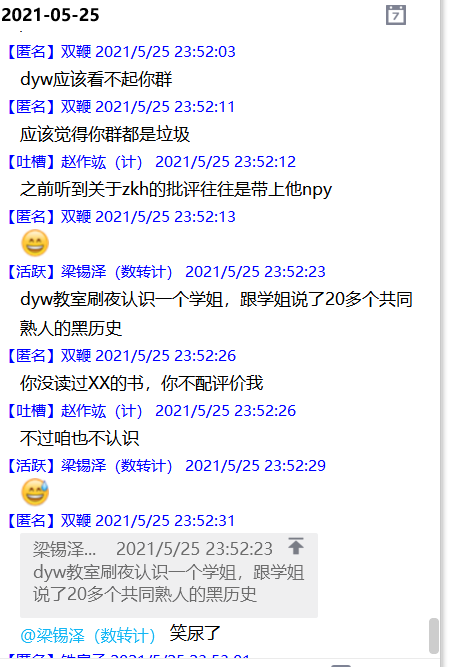 2021-05-25
7
【匿名】双鞭 2021/5/25 23:52:03
dyw应该看不起你群
【匿名】双鞭 2021/5/25 23:52:11
应该觉得你群都是垃圾
【吐槽】赵作竑（计） 2021/5/25 23:52:12
之前听到关于zkh的批评往往是带上他npy
【匿名】双鞭 2021/5/25 23:52:13
【活跃】梁锡泽（数转计） 2021/5/25 23:52:23
dyw教室刷夜认识一个学姐，跟学姐说了20多个共同
熟人的黑历史
【匿名】双鞭 2021/5/25 23:52:26
你没读过XX的书，你不配评价我
【吐槽】赵作竑（计） 2021/5/25 23:52:26
不过咱也不认识
【活跃】梁锡泽（数转计） 2021/5/25 23:52:29
【匿名】双鞭 2021/5/25 23:52:31
梁锡泽... 2021/5/25 23:52:23
dyw教室刷夜认识一个学姐，跟学姐
说了20多个共同熟人的黑历史
@梁锡泽（数转计） 笑尿了